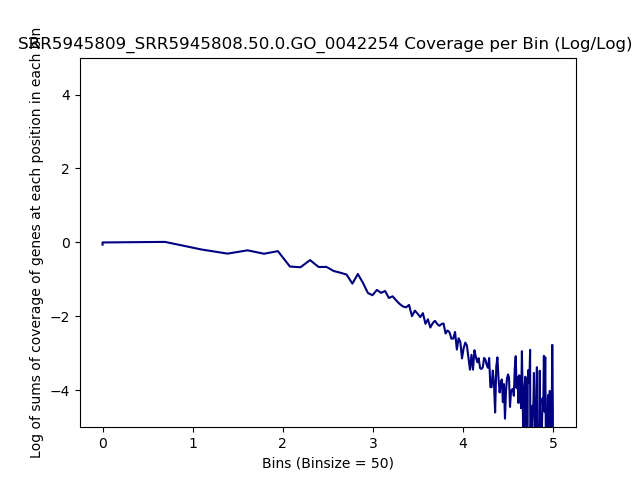 SRR5945809_SRR5945808.50.0.GO_0042254 Coverage per Bin (Log/Log)
Log of sums of coverage of genes at each position in each bin
4
2
0
−2
−4
0 1 2 3 4 5
Bins (Binsize = 50)